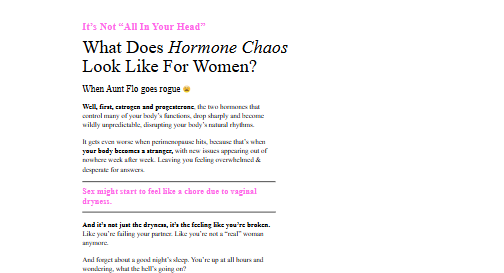 It's Not “All In Your Head”
What Does Hormone Chaos
Look Like For Women?
When Aunt Flo goes rogue 😩
Well, first, estrogen and progesterone, the two hormones that
control many of your body's functions, drop sharply and become
wildly unpredictable, disrupting your body's natural rhythms.
It gets even worse when perimenopause hits, because that's when
your body becomes a stranger, with new issues appearing out of
nowhere week after week. Leaving you feeling overwhelmed &
desperate for answers.
Sex might start to feel like a chore due to vaginal
dryness.
And it's not just the dryness, it's the feeling like you're broken.
Like you're failing your partner. Like you're not a “real” woman
anymore.
And forget about a good night's sleep. You're up at all hours and
wondering, what the hell's going on?